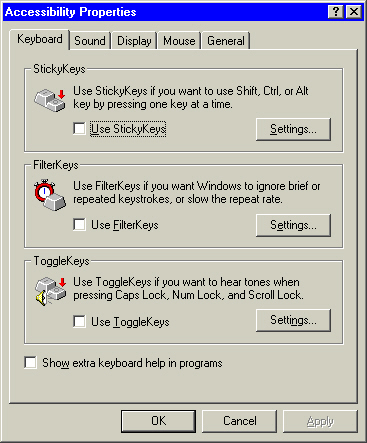 Accessibility Properties
Keyboard Sound Display Mouse General
StickyKeys
Use StickyKeys if you want to use Shift, Ctrl, or Alt
key by pressing one key at a time.
Use StickyKeys Settings...
FilterKeys
Use FilterKeys if you want Windows to ignore brief or
repeated keystrokes, or slow the repeat rate.
Use FilterKeys Settings...
ToggleKeys
Use ToggleKeys if you want to hear tones when
pressing Caps Lock, Num Lock, and Scroll Lock.
Use ToggleKeys Settings...
Show extra keyboard help in programs
OK Cancel Apply